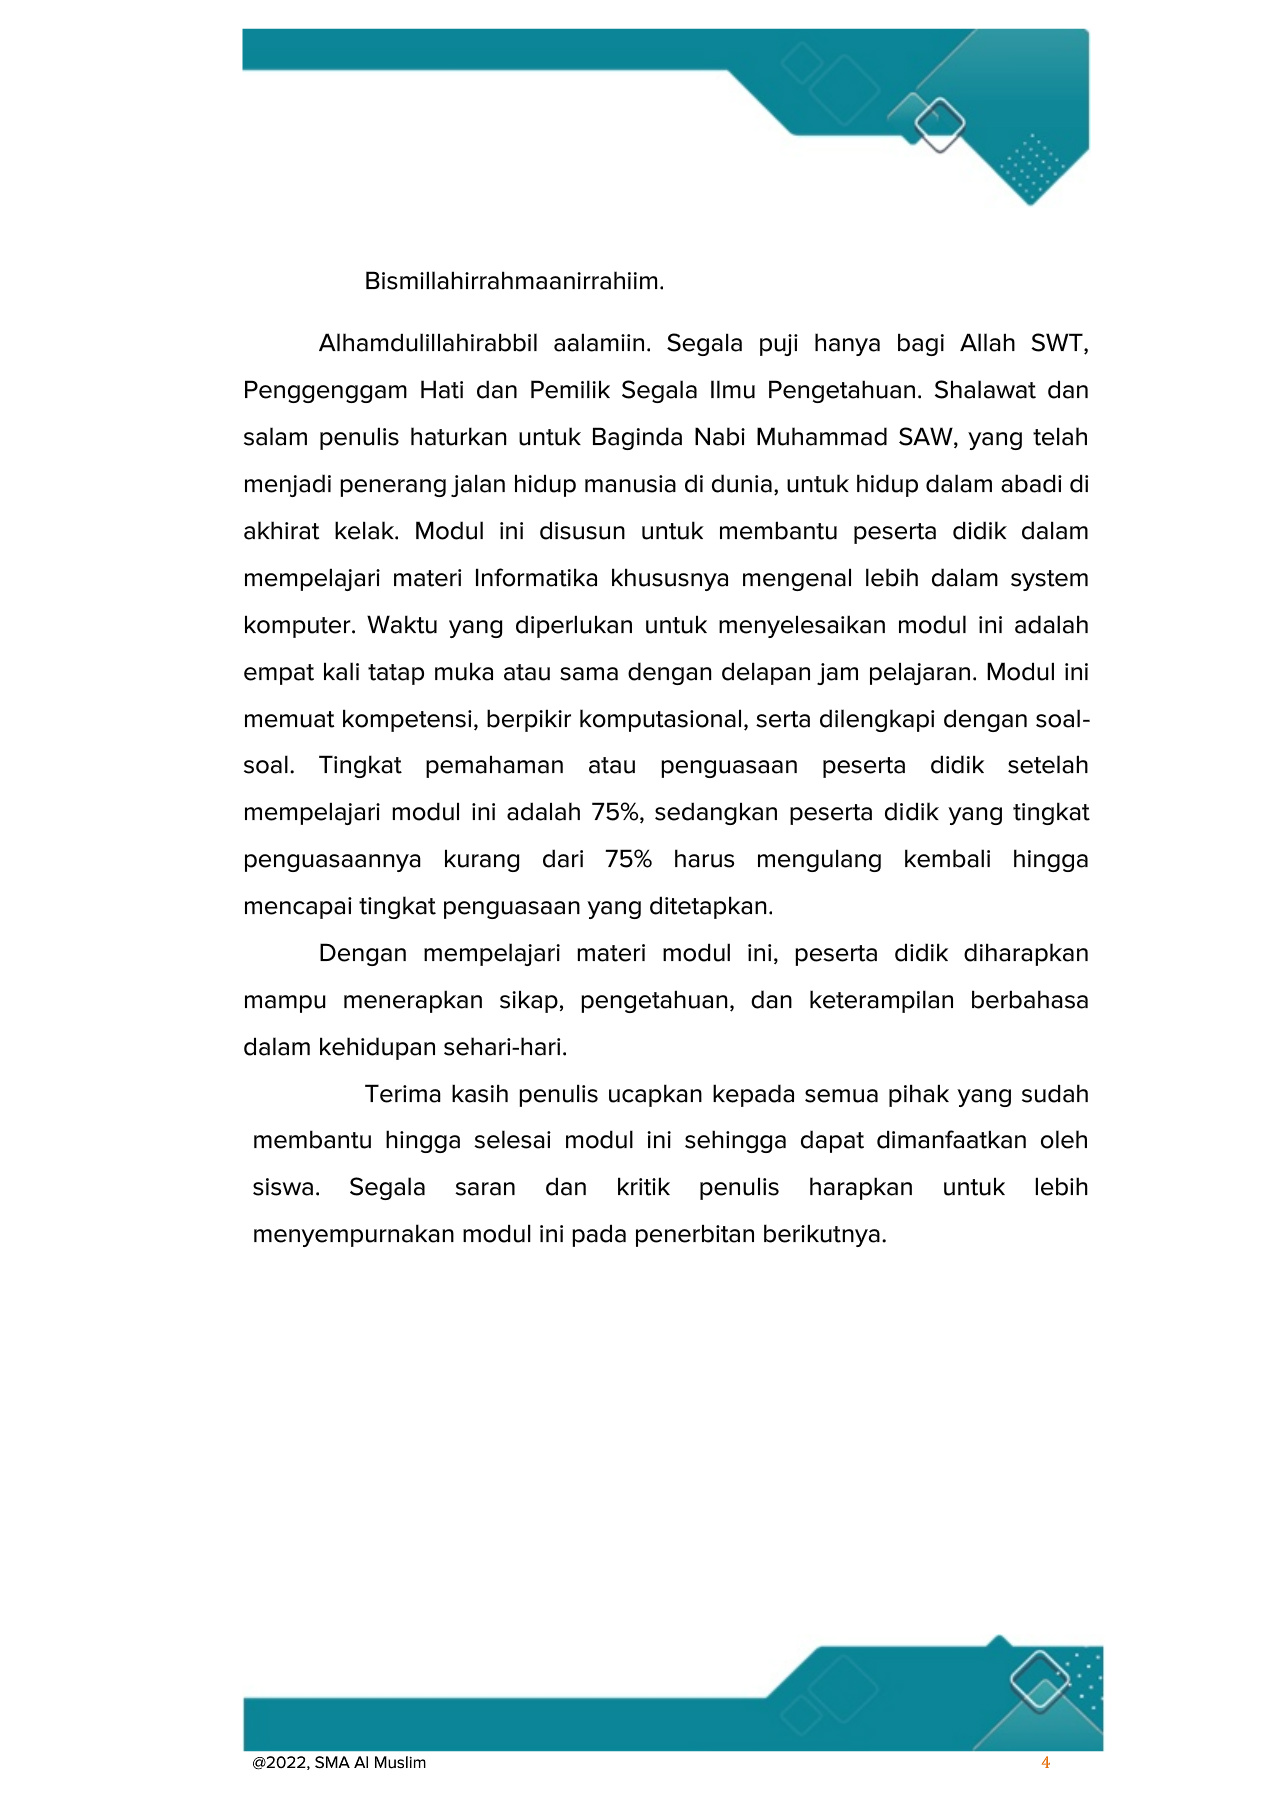 Bismillahirrahmaanirrahiim.
Alhamdulillahirabbil aalamiin. Segala puji hanya bagi Allah SWT,
Penggenggam Hati dan Pemilik Segala Ilmu Pengetahuan. Shalawat dan
salam penulis haturkan untuk Baginda Nabi Muhammad SAW, yang telah
menjadi penerang jalan hidup manusia di dunia, untuk hidup dalam abadi di
akhirat kelak. Modul ini disusun untuk membantu peserta didik dalam
mempelajari materi Informatika khususnya mengenal lebih dalam system
komputer. Waktu yang diperlukan untuk menyelesaikan modul ini adalah
empat kali tatap muka atau sama dengan delapan jam pelajaran. Modul ini
memuat kompetensi, berpikir komputasional, serta dilengkapi dengan soal-
soal. Tingkat pemahaman atau penguasaan peserta didik setelah
mempelajari modul ini adalah 75%, sedangkan peserta didik yang tingkat
penguasaannya kurang dari 75% harus mengulang kembali hingga
mencapai tingkat penguasaan yang ditetapkan.
Dengan mempelajari materi modul ini, peserta didik diharapkan
mampu menerapkan sikap, pengetahuan, dan keterampilan berbahasa
dalam kehidupan sehari-hari.
Terima kasih penulis ucapkan kepada semua pihak yang sudah
membantu hingga selesai modul ini sehingga dapat dimanfaatkan oleh
siswa. Segala saran dan kritik penulis harapkan untuk lebih
menyempurnakan modul ini pada penerbitan berikutnya.
@2022, SMA Al Muslim 4